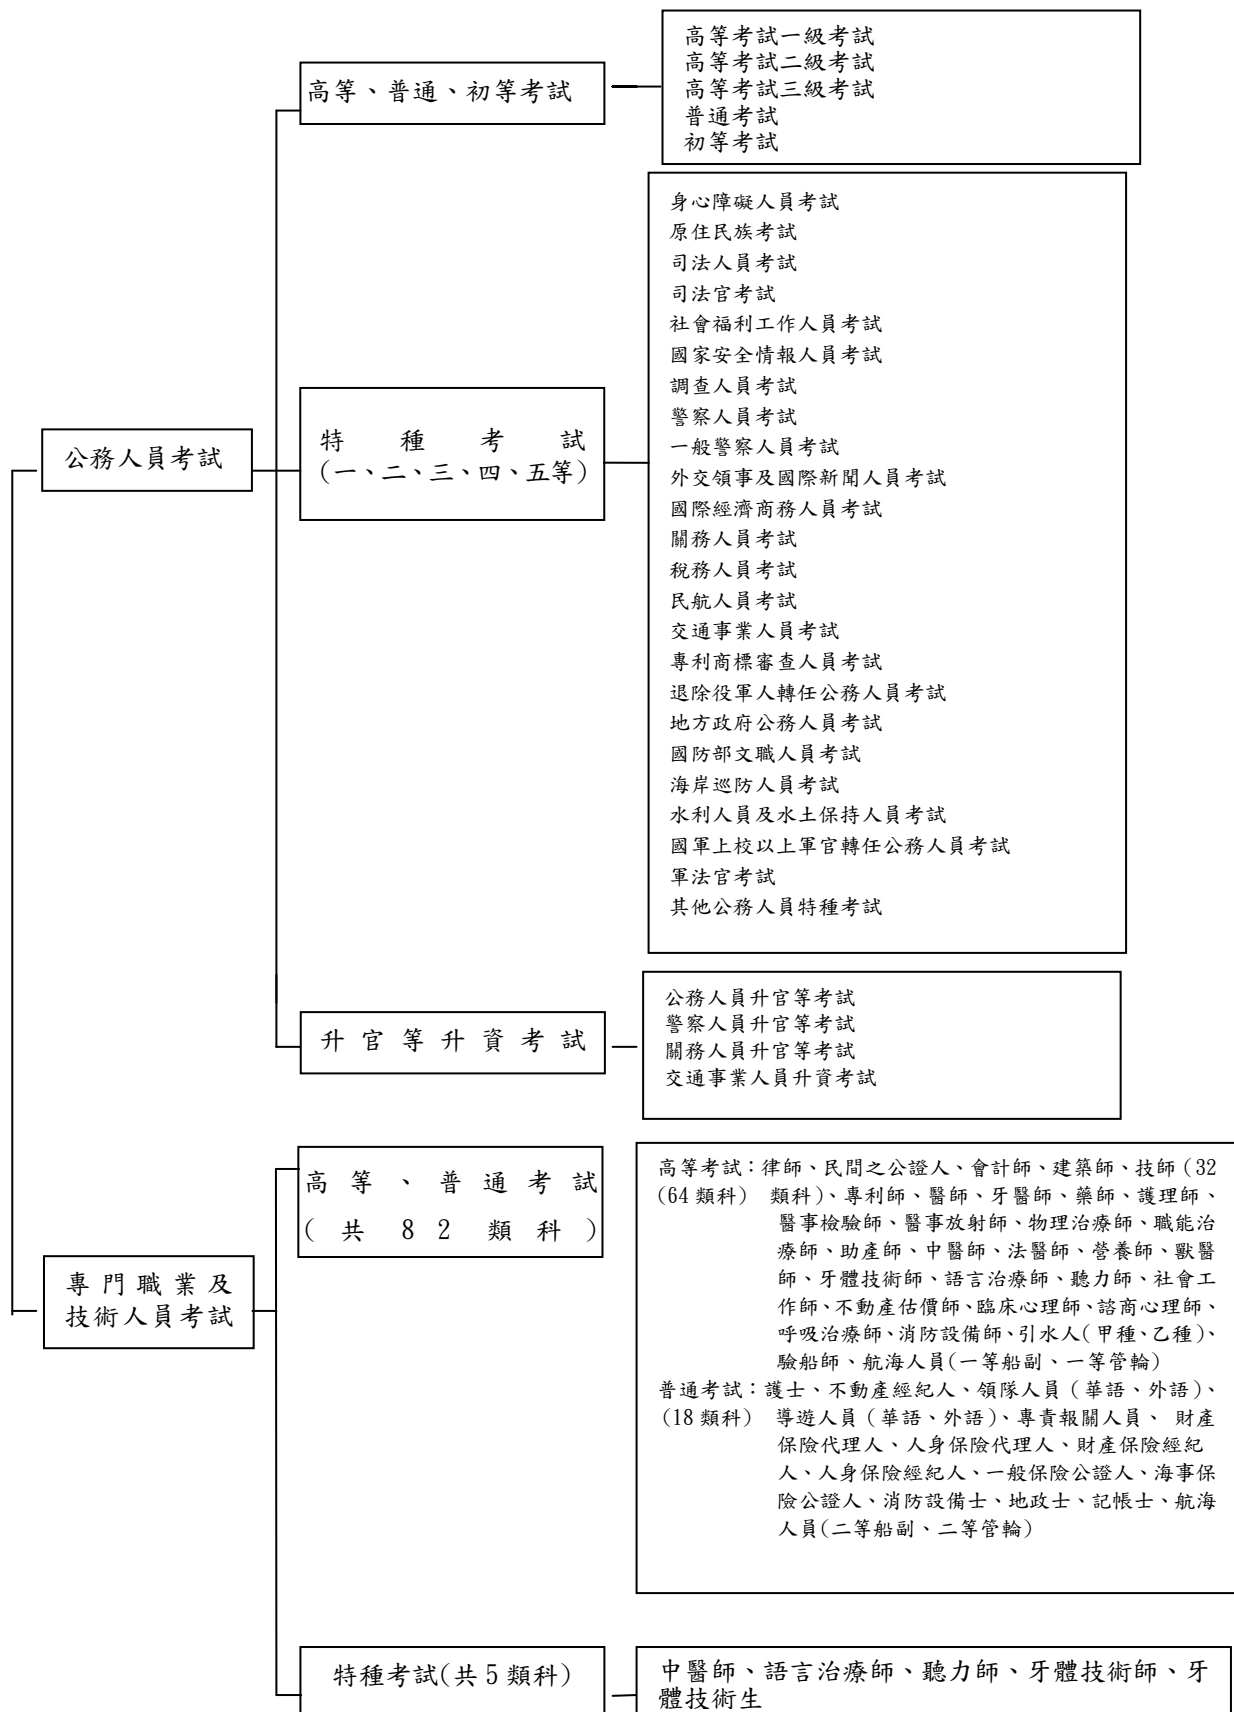 公務人員考試
高等、普通、初等考試
高等考試一級考試
高等考試二級考試
高等考試三級考試
普通考試
初等考試
特種考試
(一、二、三、四、五等)
身心障礙人員考試
原住民族考試
司法人員考試
司法官考試
社會福利工作人員考試
國家安全情報人員考試
調查人員考試
警察人員考試
一般警察人員考試
外交領事及國際新聞人員考試
國際經濟商務人員考試
關務人員考試
稅務人員考試
民航人員考試
交通事業人員考試
專利商標審查人員考試
退除役軍人轉任公務人員考試
地方政府公務人員考試
國防部文職人員考試
海岸巡防人員考試
水利人員及水土保持人員考試
國軍上校以上軍官轉任公務人員考試
軍法官考試
其他公務人員特種考試
升官等升資考試
公務人員升官等考試
警察人員升官等考試
關務人員升官等考試
交通事業人員升資考試
專門職業及
技術人員考試
高等、普通考試
(共82類科)
高等考試：律師、民間之公證人、會計師、建築師、技師（32
(64類科) 類科)、專利師、醫師、牙醫師、藥師、護理師、
醫事檢驗師、醫事放射師、物理治療師、職能治
療師、助產師、中醫師、法醫師、營養師、獸醫
師、牙體技術師、語言治療師、聽力師、社會工
作師、不動產估價師、臨床心理師、諮商心理師、
呼吸治療師、消防設備師、引水人(甲種、乙種)、
驗船師、航海人員(一等船副、一等管輪)
普通考試：護士、不動產經紀人、領隊人員（華語、外語）、
(18類科) 導遊人員（華語、外語）、專責報關人員、 財產
保險代理人、人身保險代理人、財產保險經紀
人、人身保險經紀人、一般保險公證人、海事保
險公證人、消防設備士、地政士、記帳士、航海
人員(二等船副、二等管輪)
特種考試(共5類科)
中醫師、語言治療師、聽力師、牙體技術師、牙
體技術生